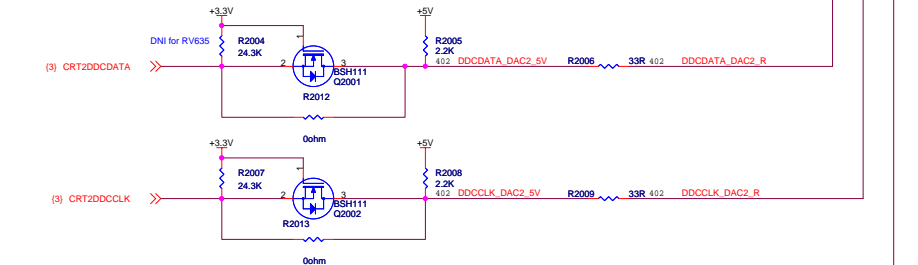 +3.3V
+5V
DNI for RV635
R2004
24.3K
1
R2005
2.2K
{3} CRT2DDCDATA
2
3
402
DDCDATA_DAC2_5V
R2006
33R
402
DDCDATA_DAC2_R
BSH111
Q2001
R2012
0ohm
+3.3V
+5V
R2007
24.3K
1
R2008
2.2K
{3} CRT2DDCCLK
2
3
402
DDCCLK_DAC2_5V
R2009
33R
402
DDCCLK_DAC2_R
BSH111
Q2002
R2013
0ohm